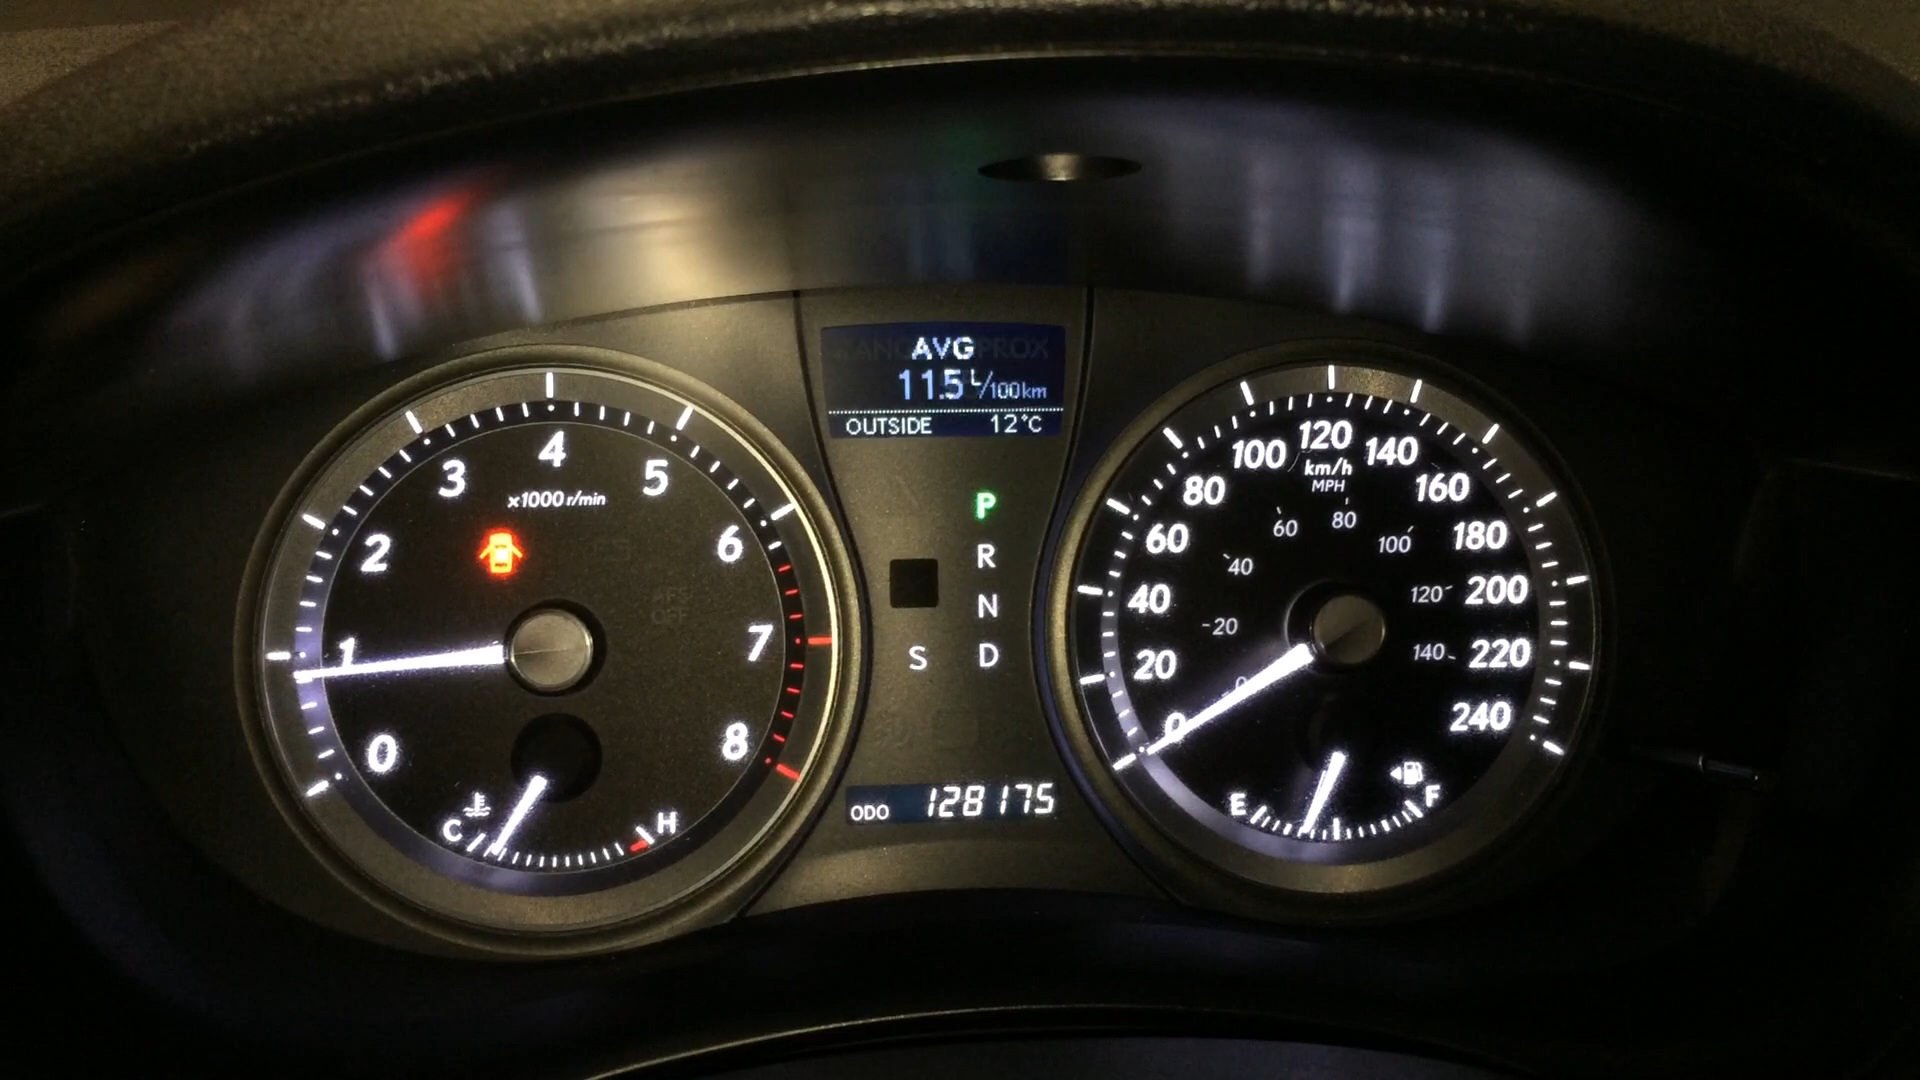 AVG
11.5 L/100km
OUTSIDE 12°C
0
1
2
3
4
5
6
7
8
x1000 r/min
AFS
OFF
C
H
P
R
N
D
S
ODO 128175
0
20
40
60
80
100
120
140
160
180
200
220
240
km/h
MPH
0
20
40
60
80
100
120
140
E
F